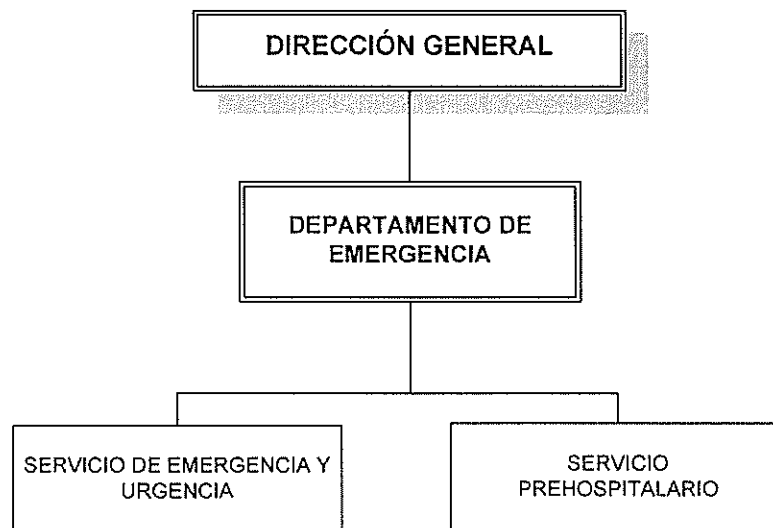 DIRECCIÓN GENERAL
DEPARTAMENTO DE
EMERGENCIA
SERVICIO DE EMERGENCIA Y
URGENCIA
SERVICIO
PREHOSPITALARIO